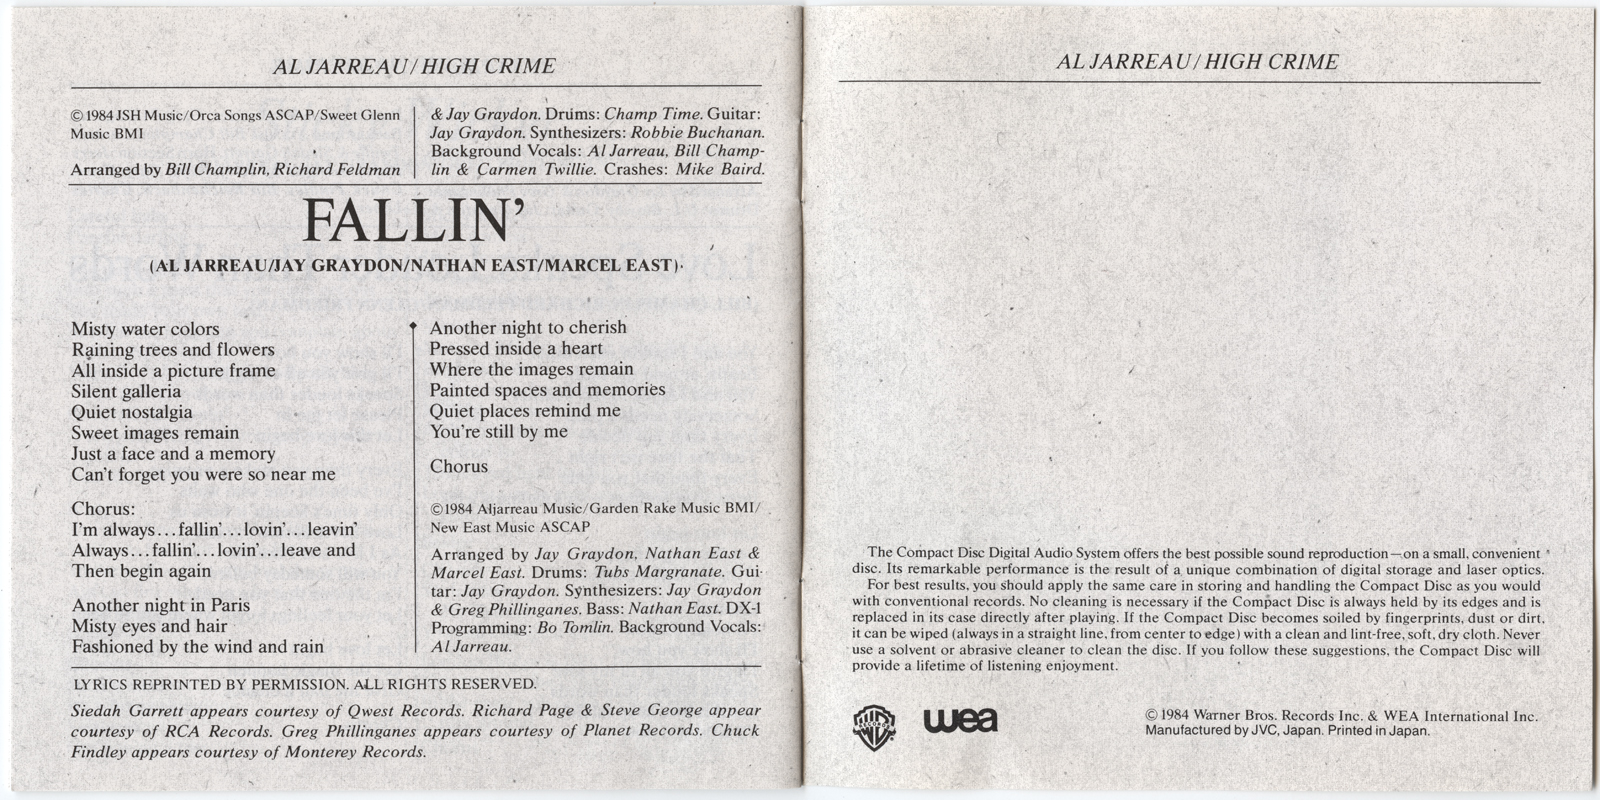 AL JARREAU/HIGH CRIME
©1984 JSH Music/Orca Songs ASCAP/Sweet Glenn
Music BMI
Arranged by Bill Champlin, Richard Feldman
& Jay Graydon. Drums: Champ Time. Guitar:
Jay Graydon. Synthesizers: Robbie Buchanan.
Background Vocals: Al Jarreau, Bill Champ-
lin & Carmen Twillie. Crashes: Mike Baird.
FALLIN'
(AL JARREAU/JAY GRAYDON/NATHAN EAST/MARCEL EAST)
Misty water colors
Raining trees and flowers
All inside a picture frame
Silent galleria
Quiet nostalgia
Sweet images remain
Just a face and a memory
Can't forget you were so near me
Chorus:
I'm always...fallin'...lovin'...leavin'
Always...fallin'...lovin'...leave and
Then begin again
Another night in Paris
Misty eyes and hair
Fashioned by the wind and rain
Another night to cherish
Pressed inside a heart
Where the images remain
Painted spaces and memories
Quiet places remind me
You're still by me
Chorus
©1984 Aljarreau Music/Garden Rake Music BMI/
New East Music ASCAP
Arranged by Jay Graydon, Nathan East &
Marcel East. Drums: Tubs Margranate. Gui-
tar: Jay Graydon. Synthesizers: Jay Graydon
& Greg Phillinganes. Bass: Nathan East. DX-1
Programming: Bo Tomlin. Background Vocals:
Al Jarreau.
LYRICS REPRINTED BY PERMISSION. ALL RIGHTS RESERVED.
Siedah Garrett appears courtesy of Qwest Records. Richard Page & Steve George appear
courtesy of RCA Records. Greg Phillinganes appears courtesy of Planet Records. Chuck
Findley appears courtesy of Monterey Records.
AL JARREAU/HIGH CRIME
The Compact Disc Digital Audio System offers the best possible sound reproduction—on a small, convenient
disc. Its remarkable performance is the result of a unique combination of digital storage and laser optics.
For best results, you should apply the same care in storing and handling the Compact Disc as you would
with conventional records. No cleaning is necessary if the Compact Disc is always held by its edges and is
replaced in its case directly after playing. If the Compact Disc becomes soiled by fingerprints, dust or dirt,
it can be wiped (always in a straight line, from center to edge) with a clean and lint-free, soft, dry cloth. Never
use a solvent or abrasive cleaner to clean the disc. If you follow these suggestions, the Compact Disc will
provide a lifetime of listening enjoyment.
WB RECORDS
wea
©1984 Warner Bros. Records Inc. & WEA International Inc.
Manufactured by JVC, Japan. Printed in Japan.